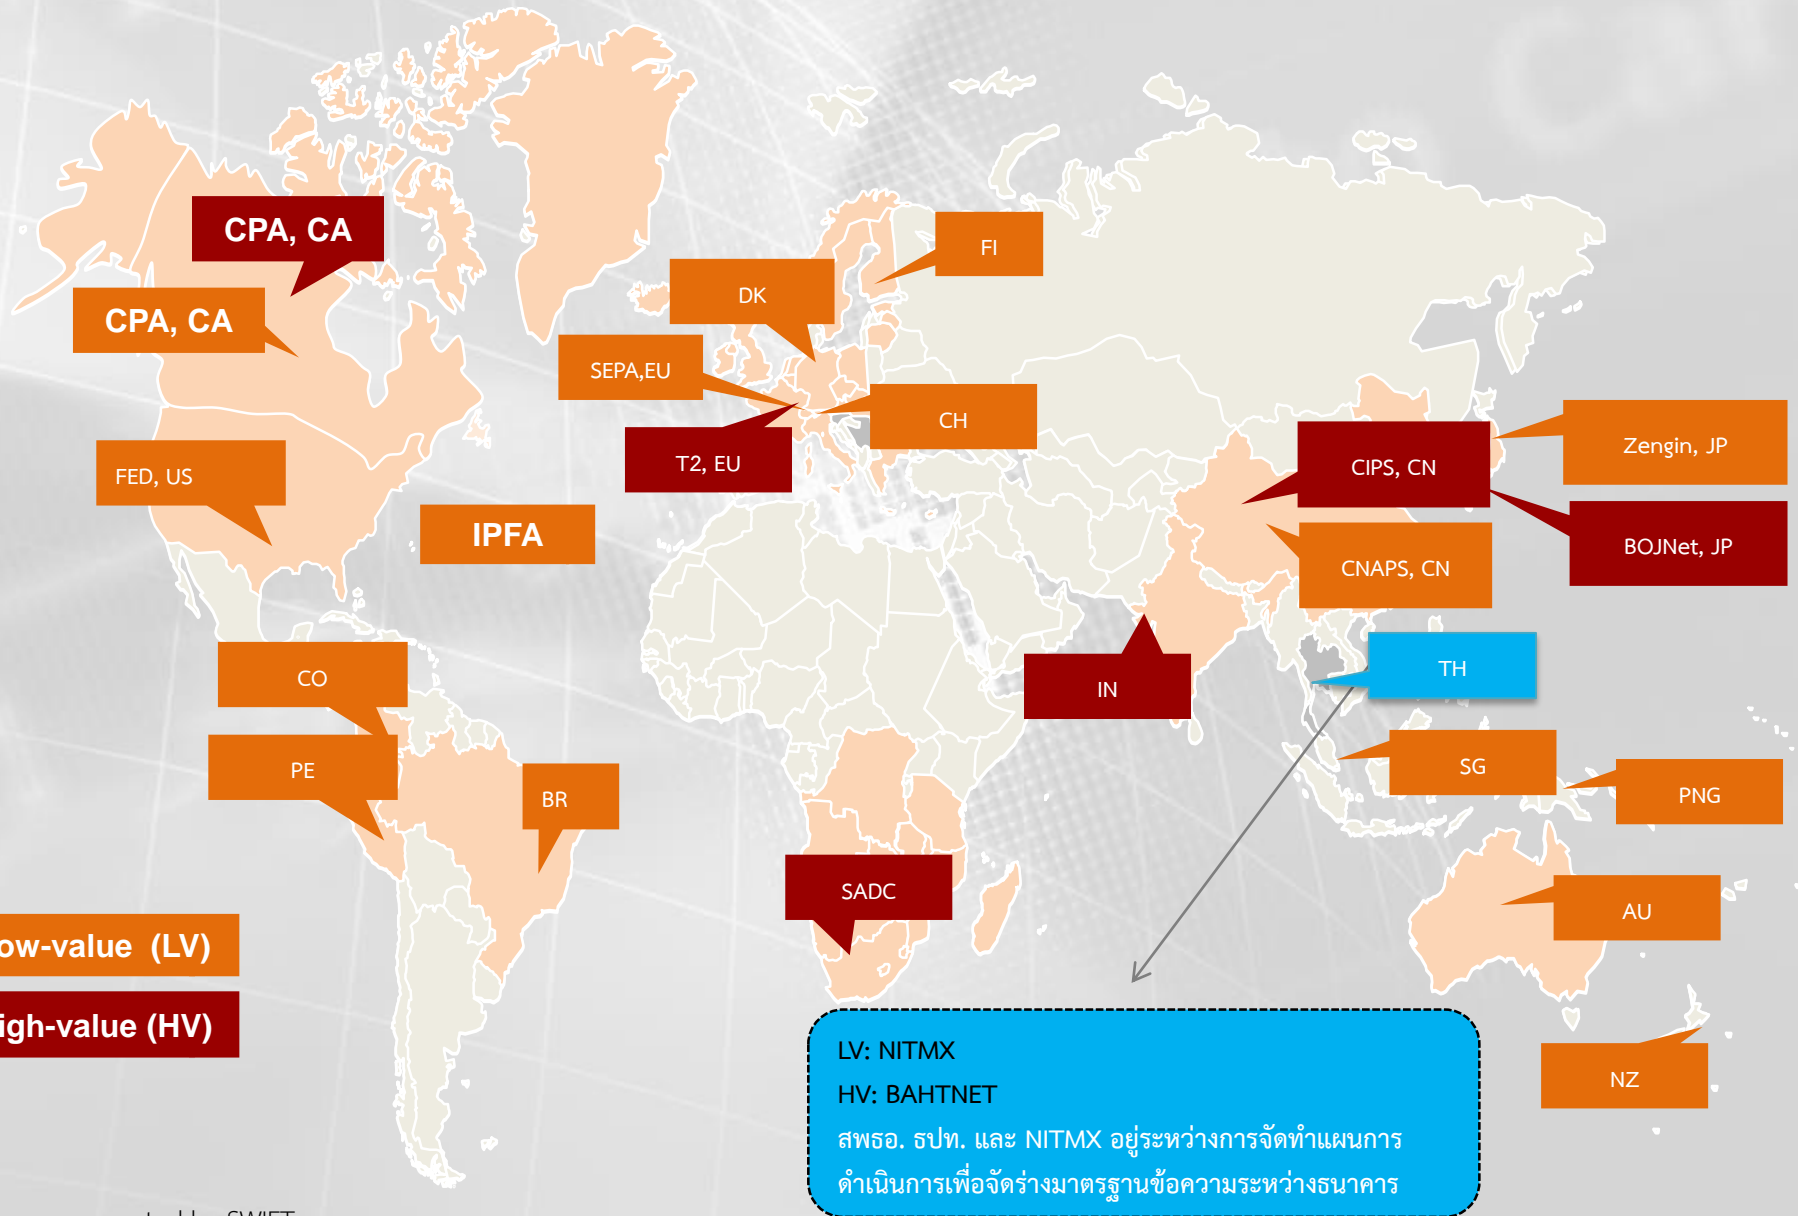 CPA, CA
CPA, CA
FED, US
IPFA
CO
PE
BR
FI
DK
SEPA,EU
CH
T2, EU
CIPS, CN
Zengin, JP
BOJNet, JP
CNAPS, CN
IN
TH
SG
PNG
SADC
AU
NZ
ow-value (LV)
igh-value (HV)
LV: NITMX
HV: BAHTNET
สพธอ. ธปท. และ NITMX อยู่ระหว่างการจัดทำแผนการ
ดำเนินการเพื่อจัดร่างมาตรฐานข้อความระหว่างธนาคาร
SWIFT